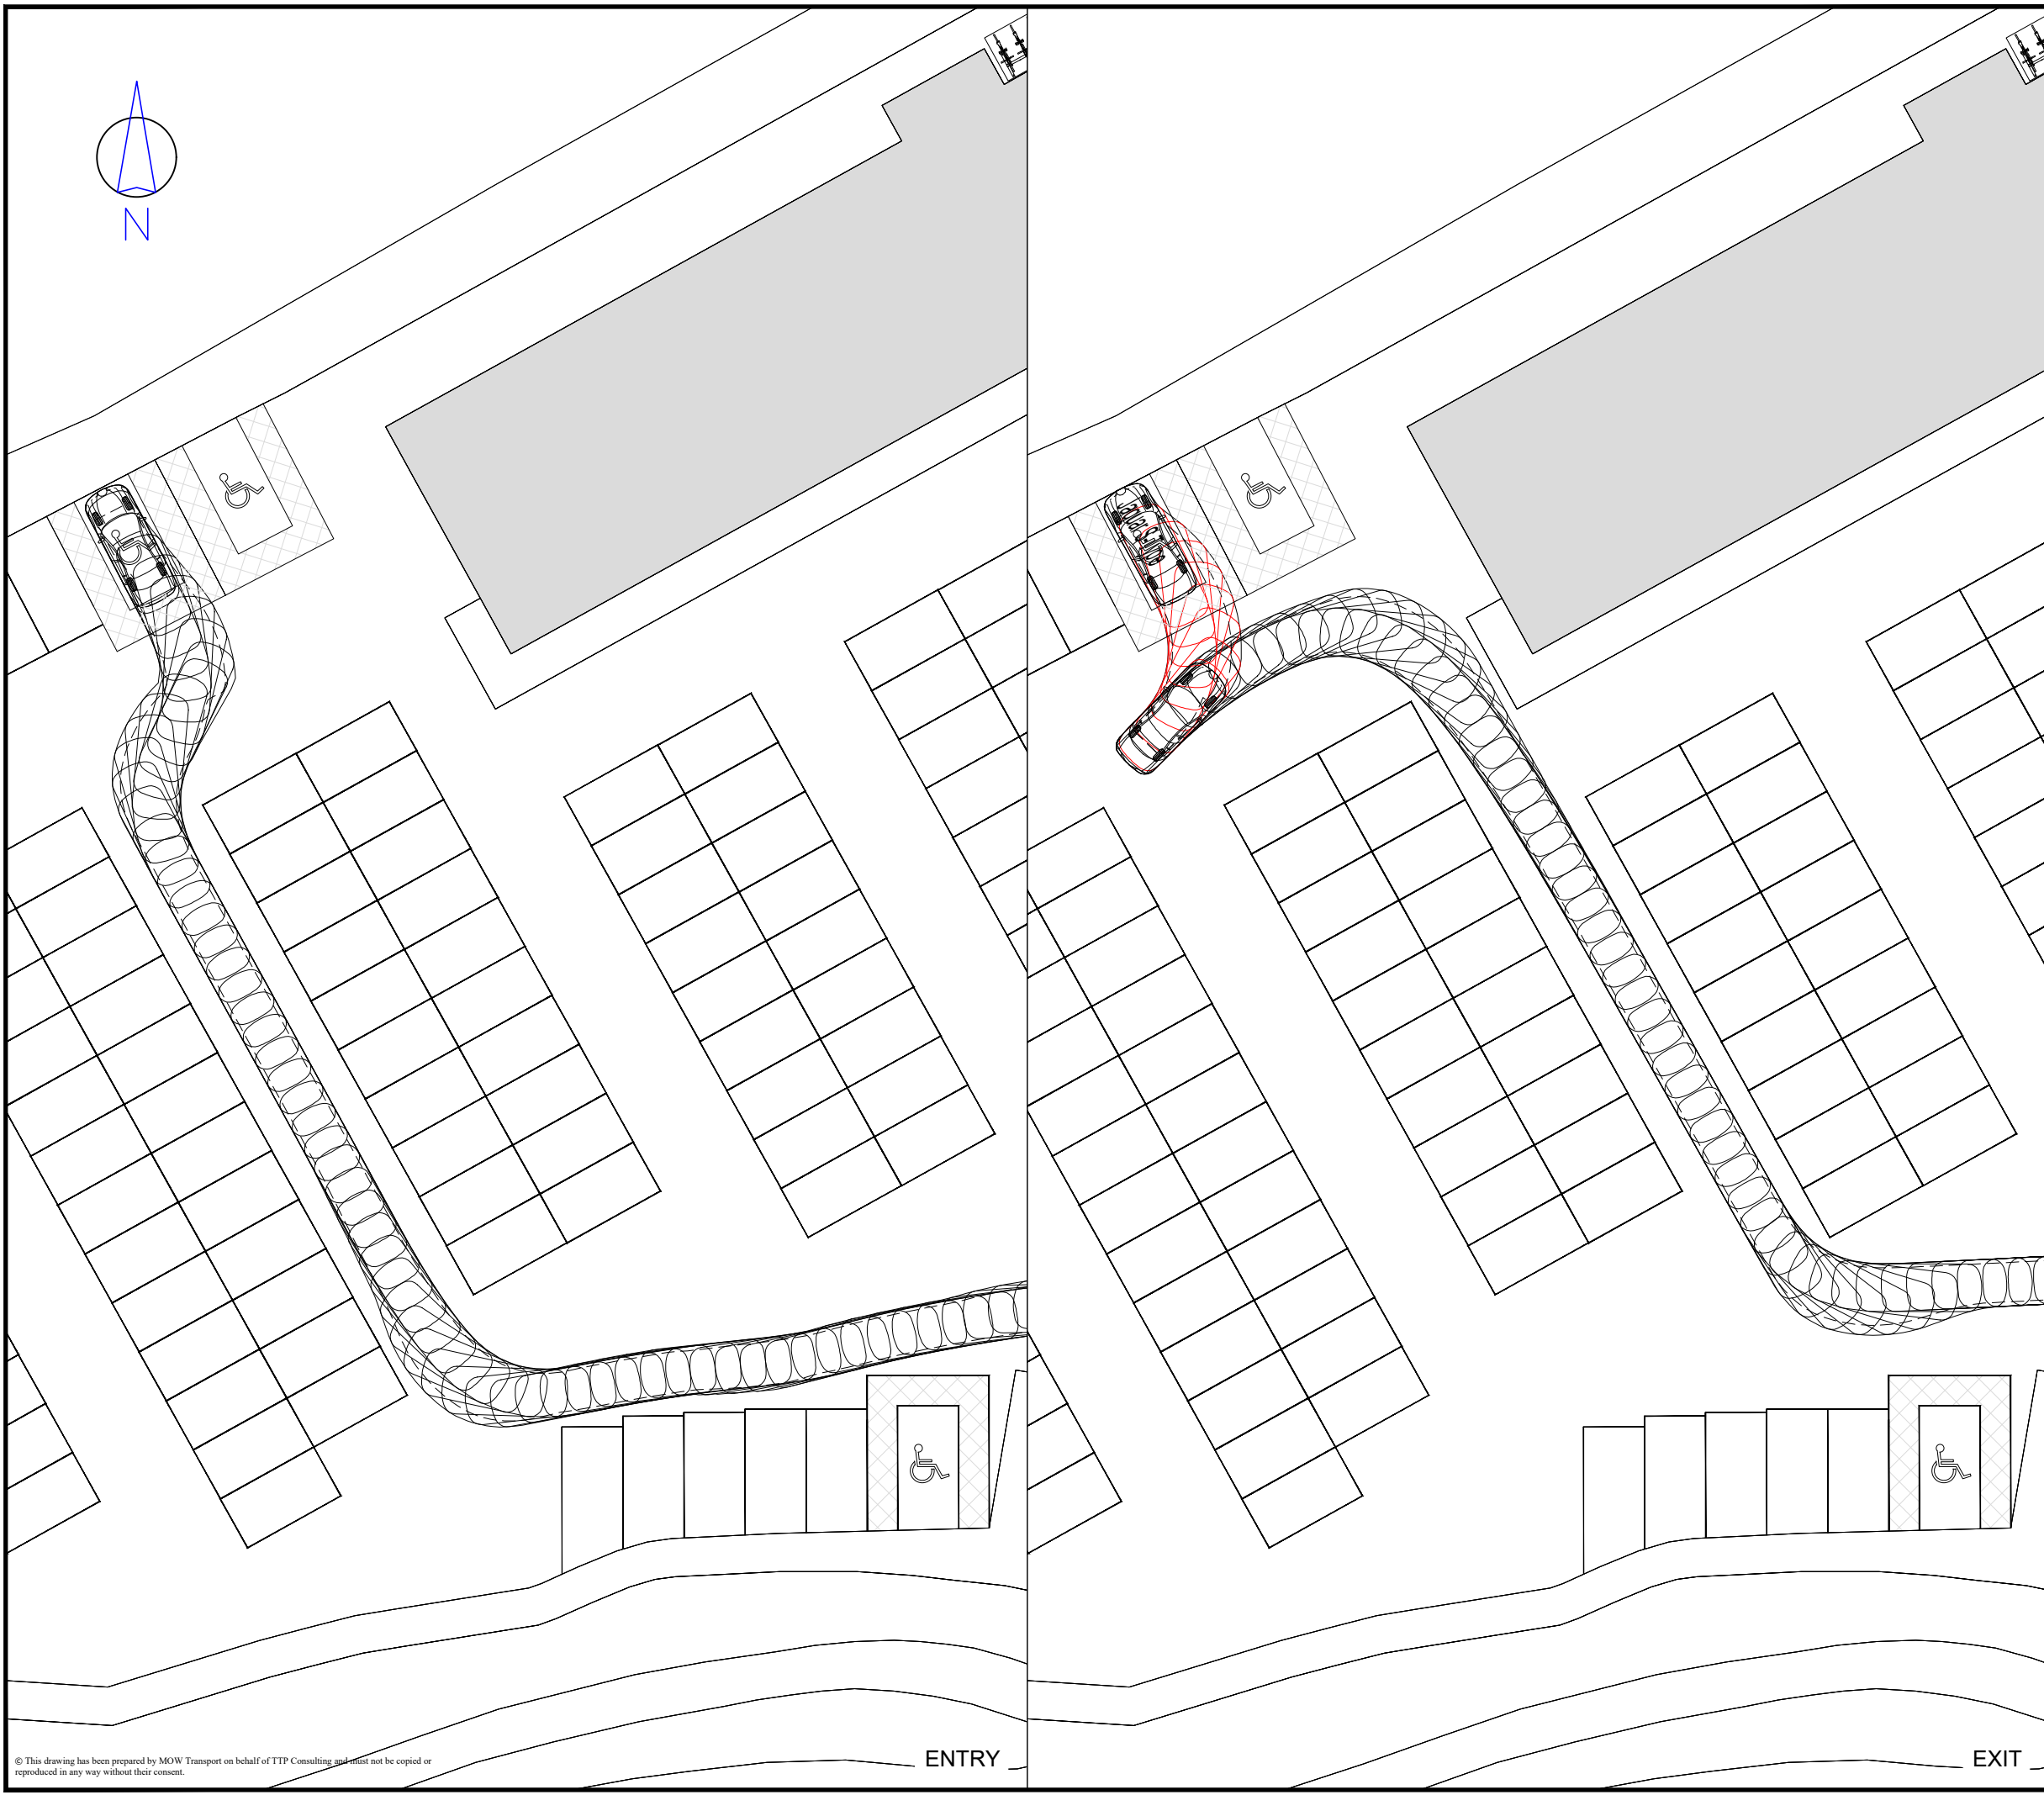 N
© This drawing has been prepared by MOW Transport on behalf of TTP Consulting and must not be copied or
reproduced in any way without their consent.
ENTRY
EXIT